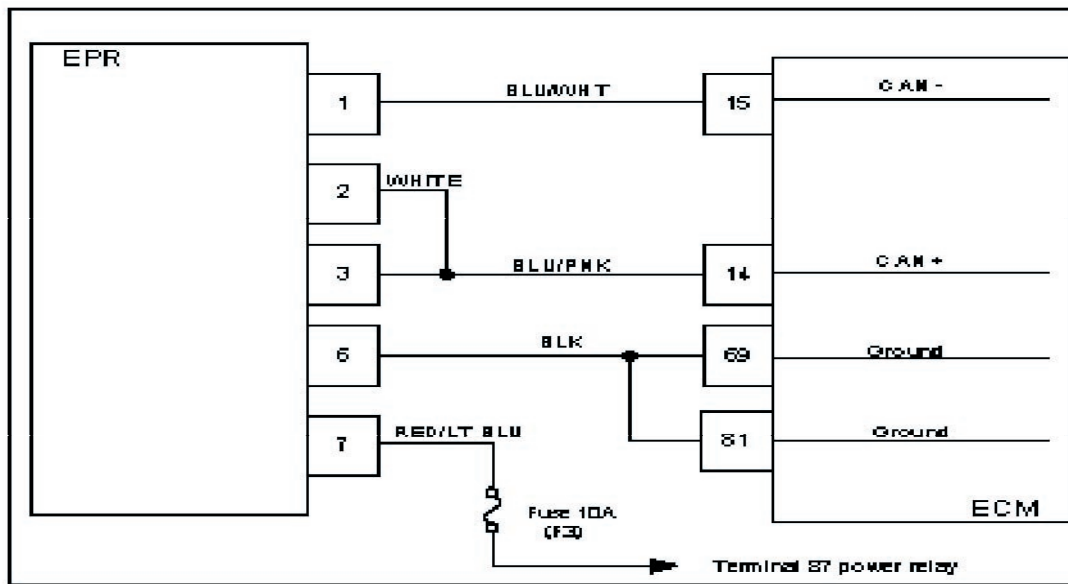 EPR
1 BLU/WHT 15 CAN -
2 WHITE
3 BLU/PNK 14 CAN +
6 BLK 69 Ground
7 RED/LT BLU 81 Ground
Fuse 10A
(F3)
ECM
Terminal 87 power relay